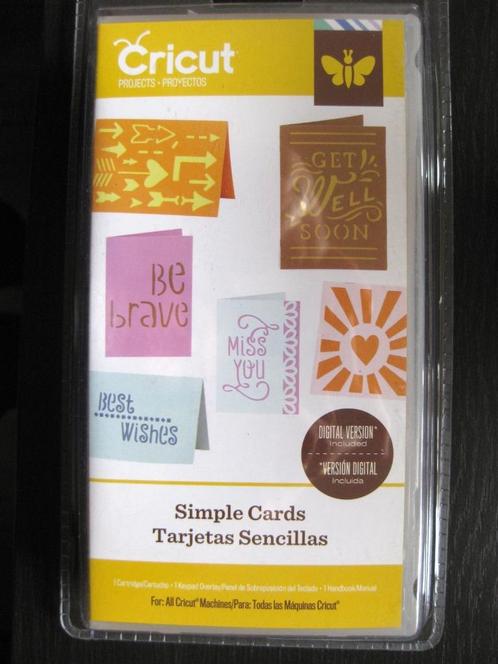 Cricut
PROJECTS • PROYECTOS
GET
WELL
SOON
Be
brave
MISS
YOU
Best
Wishes
DIGITAL VERSION*
Included
*VERSIÓN DIGITAL
Incluida
Simple Cards
Tarjetas Sencillas
1 Cartridge/Cartucho • 1 Keypad Overlay/Panel de Sobreposición del Teclado • 1 Handbook/Manual
For: All Cricut® Machines/Para: Todas las Máquinas Cricut®